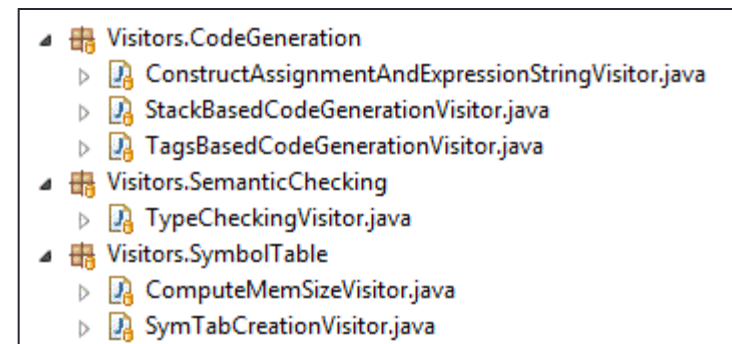 Visitors.CodeGeneration
ConstructAssignmentAndExpressionStringVisitor.java
StackBasedCodeGenerationVisitor.java
TagsBasedCodeGenerationVisitor.java
Visitors.SemanticChecking
TypeCheckingVisitor.java
Visitors.SymbolTable
ComputeMemSizeVisitor.java
SymTabCreationVisitor.java